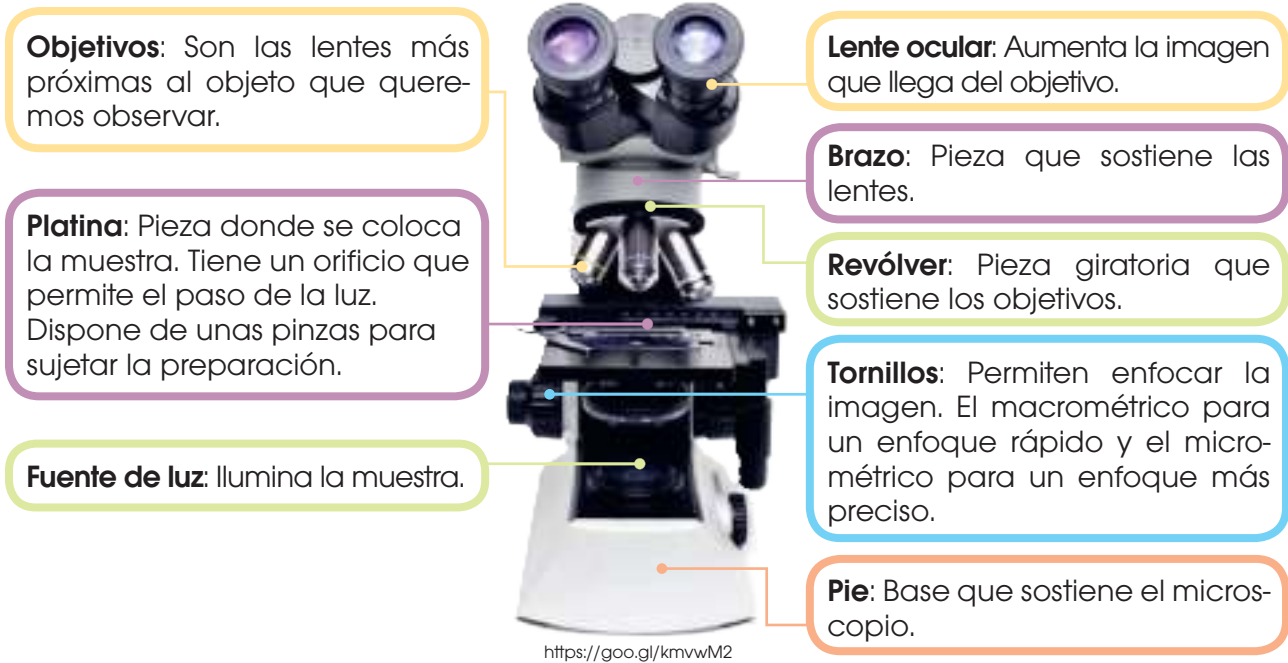 Objetivos: Son las lentes más
próximas al objeto que quere-
mos observar.
Platina: Pieza donde se coloca
la muestra. Tiene un orificio que
permite el paso de la luz.
Dispone de unas pinzas para
sujetar la preparación.
Fuente de luz: Ilumina la muestra.
Lente ocular: Aumenta la imagen
que llega del objetivo.
Brazo: Pieza que sostiene las
lentes.
Revólver: Pieza giratoria que
sostiene los objetivos.
Tornillos: Permiten enfocar la
imagen. El macrométrico para
un enfoque rápido y el micro-
métrico para un enfoque más
preciso.
Pie: Base que sostiene el micros-
copio.
https://goo.gl/kmvwM2